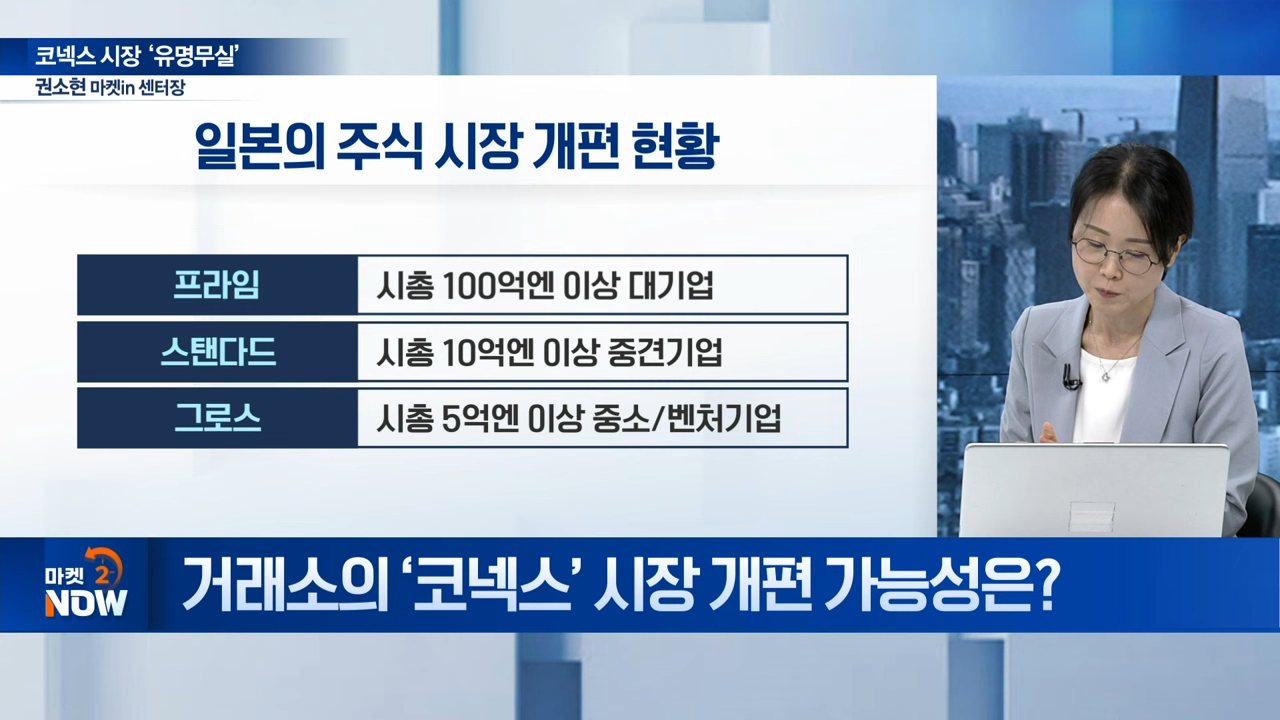 코넥스 시장 ‘유명무실’
권소현 마켓in 센터장
일본의 주식 시장 개편 현황
프라임 시총 100억엔 이상 대기업
스탠다드 시총 10억엔 이상 중견기업
그로스 시총 5억엔 이상 중소/벤처기업
마켓 2
NOW
거래소의 ‘코넥스’ 시장 개편 가능성은?